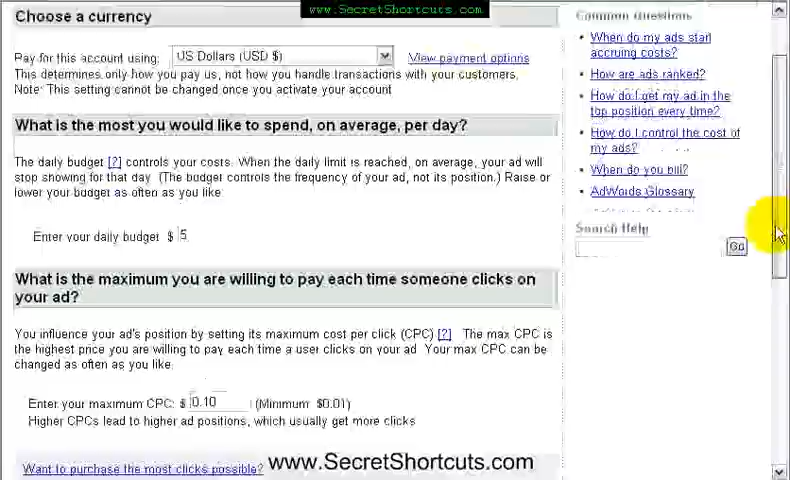 www.SecretShortcuts.com
Choose a currency
Pay for this account using: US Dollars (USD $) View payment options
This determines only how you pay us, not how you handle transactions with your customers.
Note: This setting cannot be changed once you activate your account
What is the most you would like to spend, on average, per day?
The daily budget [?] controls your costs. When the daily limit is reached, on average, your ad will
stop showing for that day (The budget controls the frequency of your ad, not its position.) Raise or
lower your budget as often as you like
Enter your daily budget $ 5
What is the maximum you are willing to pay each time someone clicks on
your ad?
You influence your ad's position by setting its maximum cost per click (CPC) [?] The max CPC is
the highest price you are willing to pay each time a user clicks on your ad Your max CPC can be
changed as often as you like
Enter your maximum CPC: $ 0.10 (Minimum $0.01)
Higher CPCs lead to higher ad positions, which usually get more clicks
Want to purchase the most clicks possible?
www.SecretShortcuts.com
Common Questions
When do my ads start
accruing costs?
How are ads ranked?
How do I get my ad in the
top position every time?
How do I control the cost of
my ads?
When do you bill?
AdWords Glossary
Search Help
Go